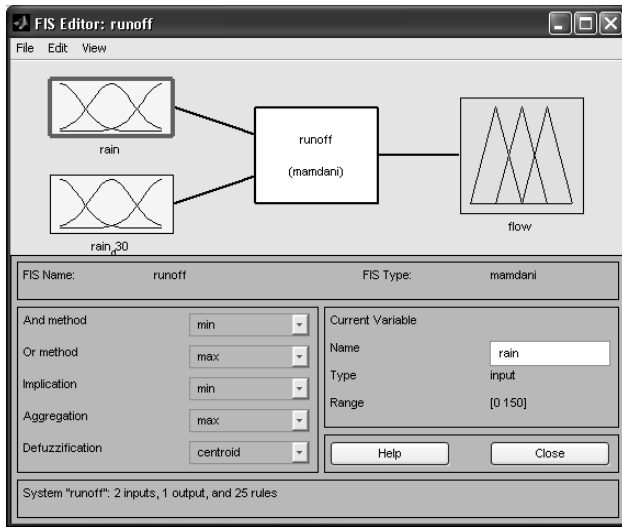 FIS Editor: runoff
File Edit View
rain
rain_d30
runoff
(mamdani)
flow
FIS Name: runoff FIS Type: mamdani
And method min
Or method max
Implication min
Aggregation max
Defuzzification centroid
Current Variable
Name rain
Type input
Range [0 150]
Help Close
System "runoff": 2 inputs, 1 output, and 25 rules